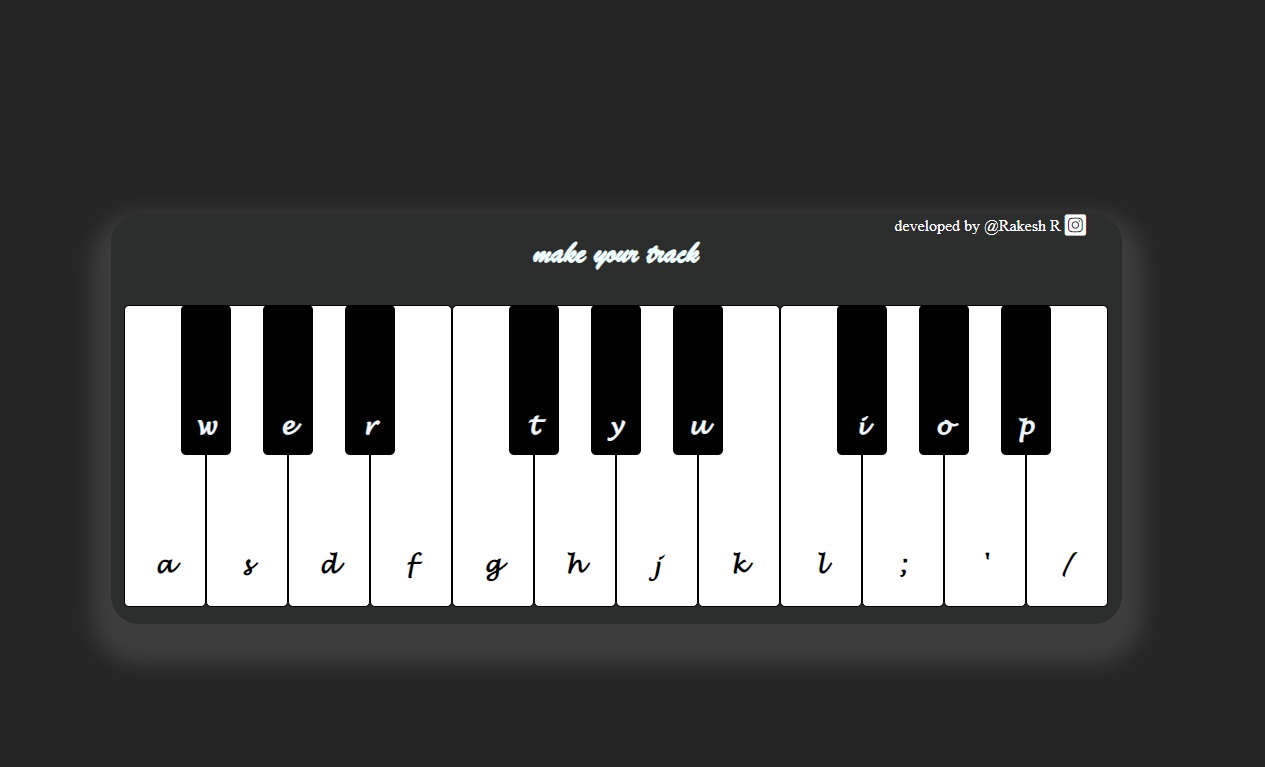 developed by @Rakesh R
make your track
w e r t y u i o p
a s d f g h j k l ; ' /